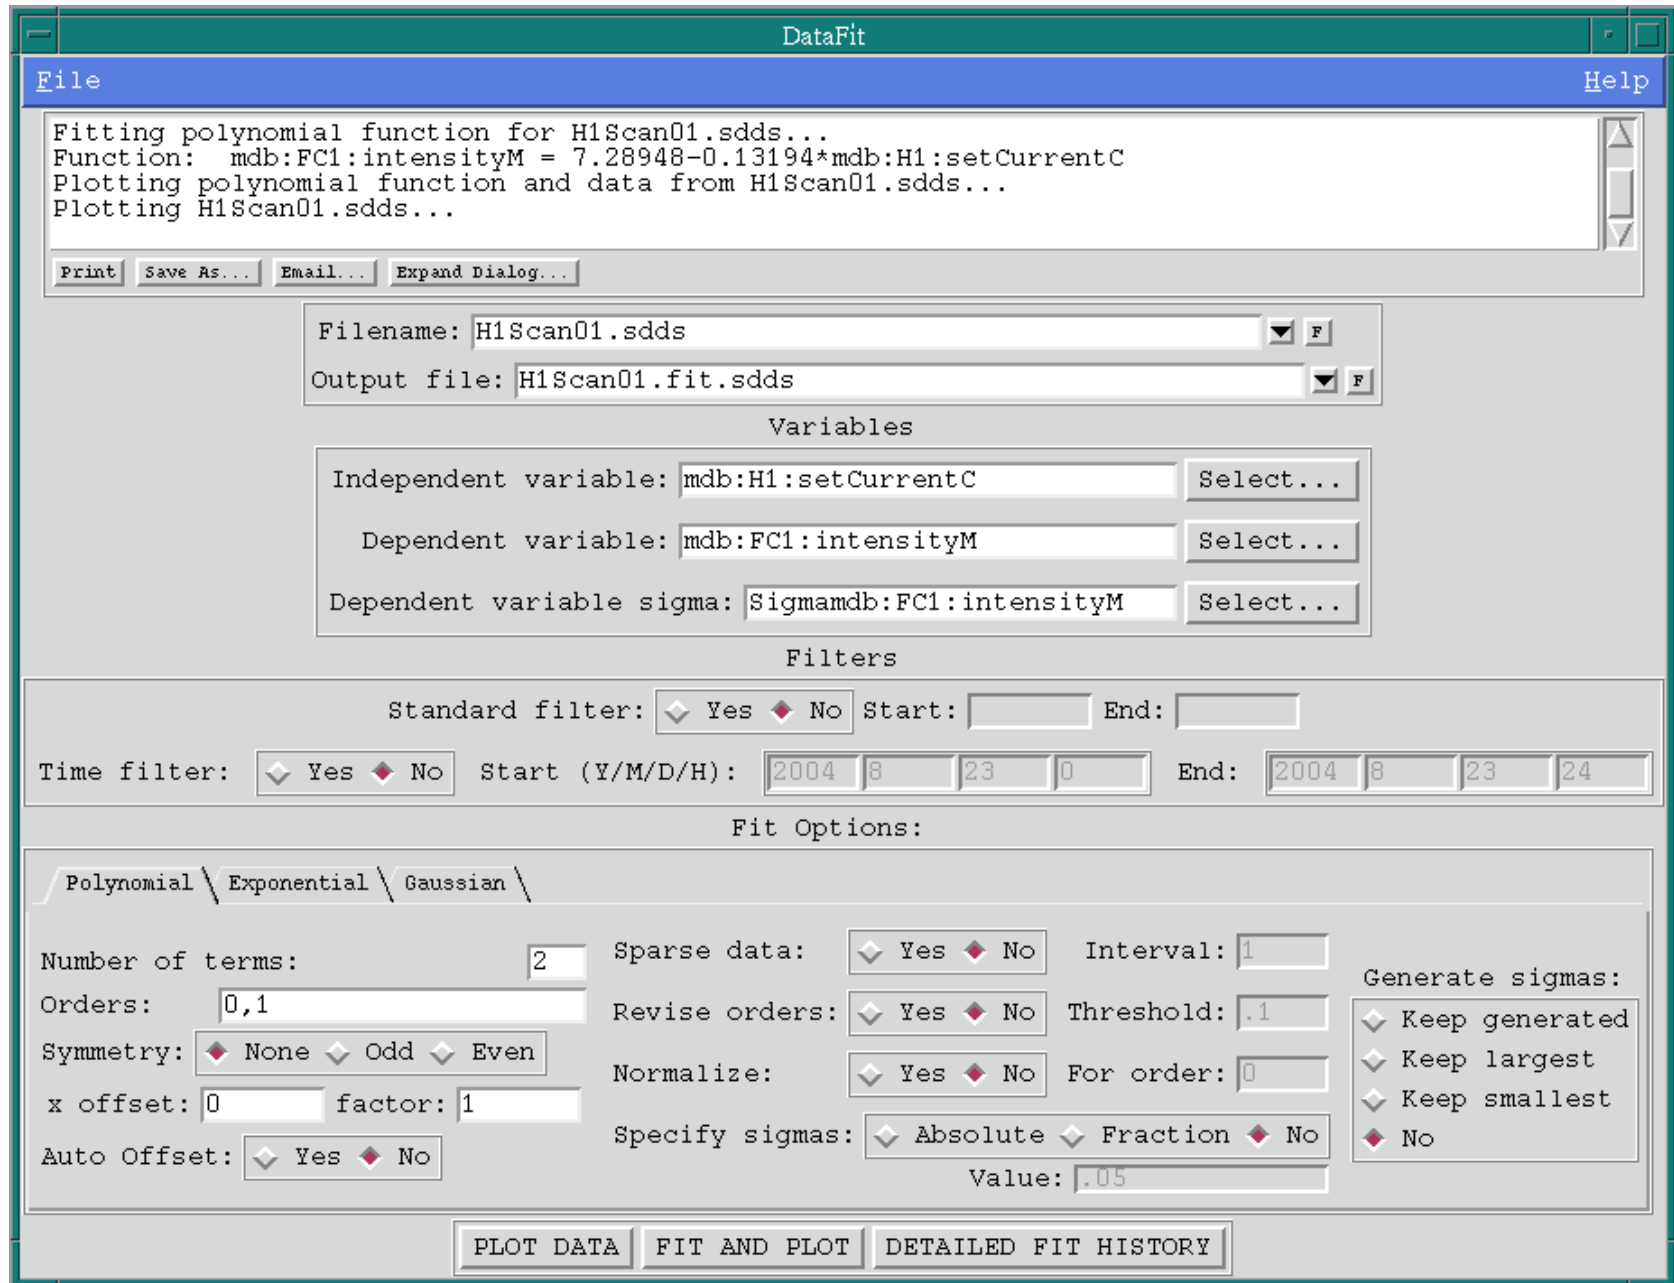 DataFit
File Help
Fitting polynomial function for H1Scan01.sdds...
Function:  mdb:FC1:intensityM = 7.28948-0.13194*mdb:H1:setCurrentC
Plotting polynomial function and data from H1Scan01.sdds...
Plotting H1Scan01.sdds...
Print Save As... Email... Expand Dialog...
Filename: H1Scan01.sdds F
Output file: H1Scan01.fit.sdds F
Variables
Independent variable: mdb:H1:setCurrentC Select...
Dependent variable: mdb:FC1:intensityM Select...
Dependent variable sigma: Sigmamdb:FC1:intensityM Select...
Filters
Standard filter: Yes No Start: End:
Time filter: Yes No Start (Y/M/D/H): 2004 8 23 0 End: 2004 8 23 24
Fit Options:
Polynomial Exponential Gaussian
Number of terms: 2
Orders: 0,1
Symmetry: None Odd Even
x offset: 0 factor: 1
Auto Offset: Yes No
Sparse data: Yes No Interval: 1
Revise orders: Yes No Threshold: .1
Normalize: Yes No For order: 0
Specify sigmas: Absolute Fraction No
Value: .05
Generate sigmas:
Keep generated
Keep largest
Keep smallest
No
PLOT DATA FIT AND PLOT DETAILED FIT HISTORY